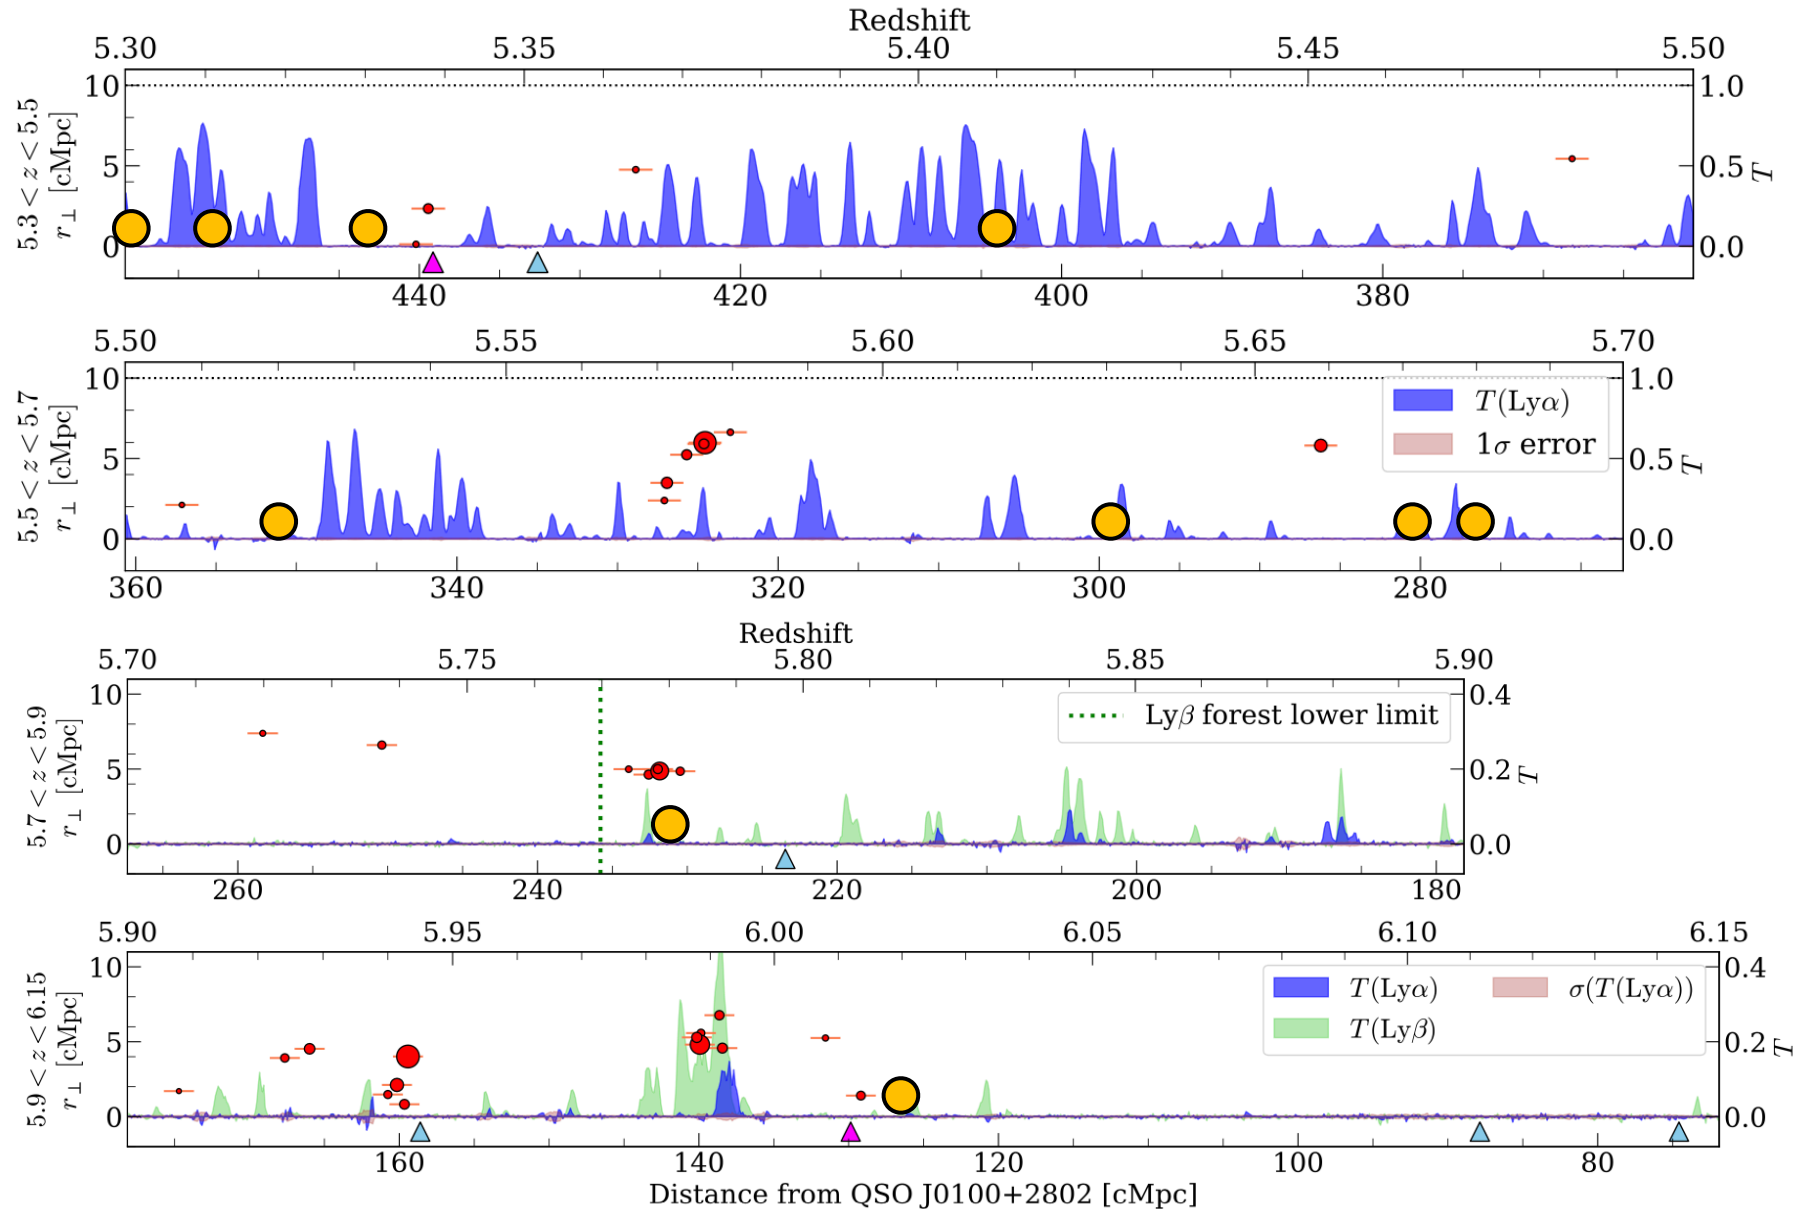 Redshift
5.30 5.35 5.40 5.45 5.50
10 1.0
5 0.5
0 0.0
5.3 < z < 5.5
r⊥ [cMpc]
T
440 420 400 380
5.50 5.55 5.60 5.65 5.70
10 1.0
5 0.5
0 0.0
5.5 < z < 5.7
r⊥ [cMpc]
T
T(Lyα)
1σ error
360 340 320 300 280
Redshift
5.70 5.75 5.80 5.85 5.90
10 0.4
5 0.2
0 0.0
5.7 < z < 5.9
r⊥ [cMpc]
T
Lyβ forest lower limit
260 240 220 200 180
5.90 5.95 6.00 6.05 6.10 6.15
10 0.4
5 0.2
0 0.0
5.9 < z < 6.15
r⊥ [cMpc]
T
T(Lyα) σ(T(Lyα))
T(Lyβ)
160 140 120 100 80
Distance from QSO J0100+2802 [cMpc]